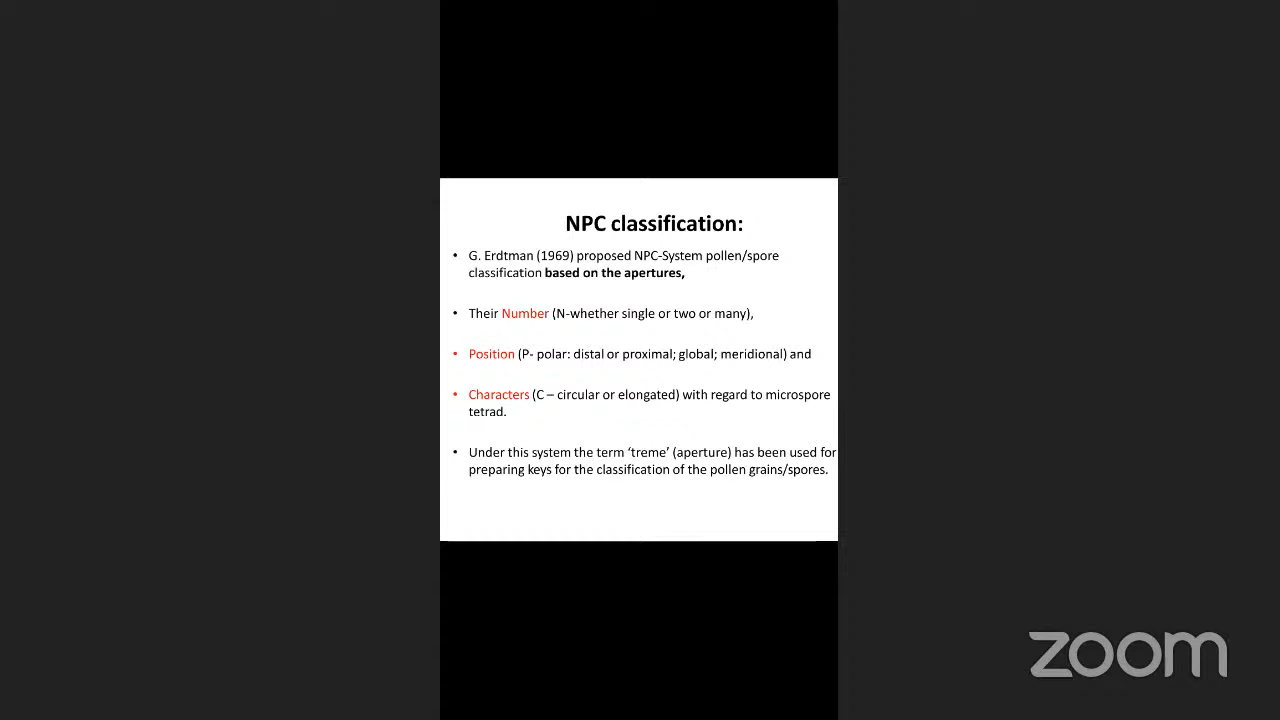 NPC classification:
• G. Erdtman (1969) proposed NPC-System pollen/spore
classification based on the apertures,
• Their Number (N-whether single or two or many),
• Position (P- polar: distal or proximal; global; meridional) and
• Characters (C – circular or elongated) with regard to microspore
tetrad.
• Under this system the term ‘treme’ (aperture) has been used for
preparing keys for the classification of the pollen grains/spores.
zoom